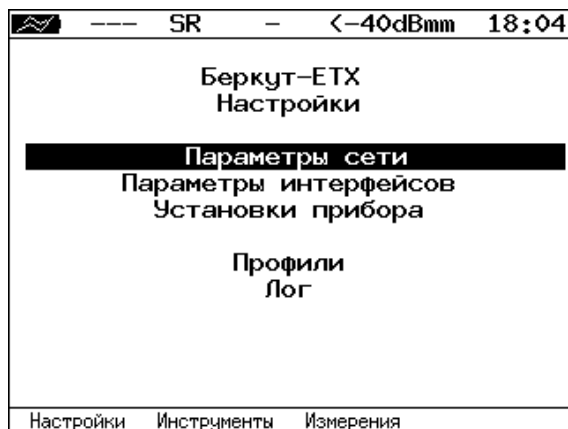 --- SR - <-40dBmm 18:04
Беркут-ETX
Настройки
Параметры сети
Параметры интерфейсов
Установки прибора
Профили
Лог
Настройки Инструменты Измерения